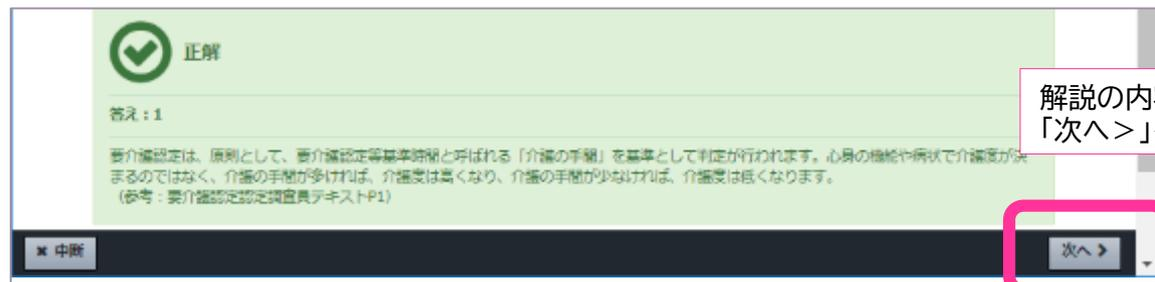 正解
答え：1
要介護認定は、原則として、要介護認定等基準時間と呼ばれる「介護の手間」を基準として判定が行われます。心身の機能や病状で介護度が決
まるのではなく、介護の手間が多ければ、介護度は高くなり、介護の手間が少なければ、介護度は低くなります。
（参考：要介護認定認定調査員テキストP1）
解説の内
「次へ＞」
✖ 中断
次へ ❯